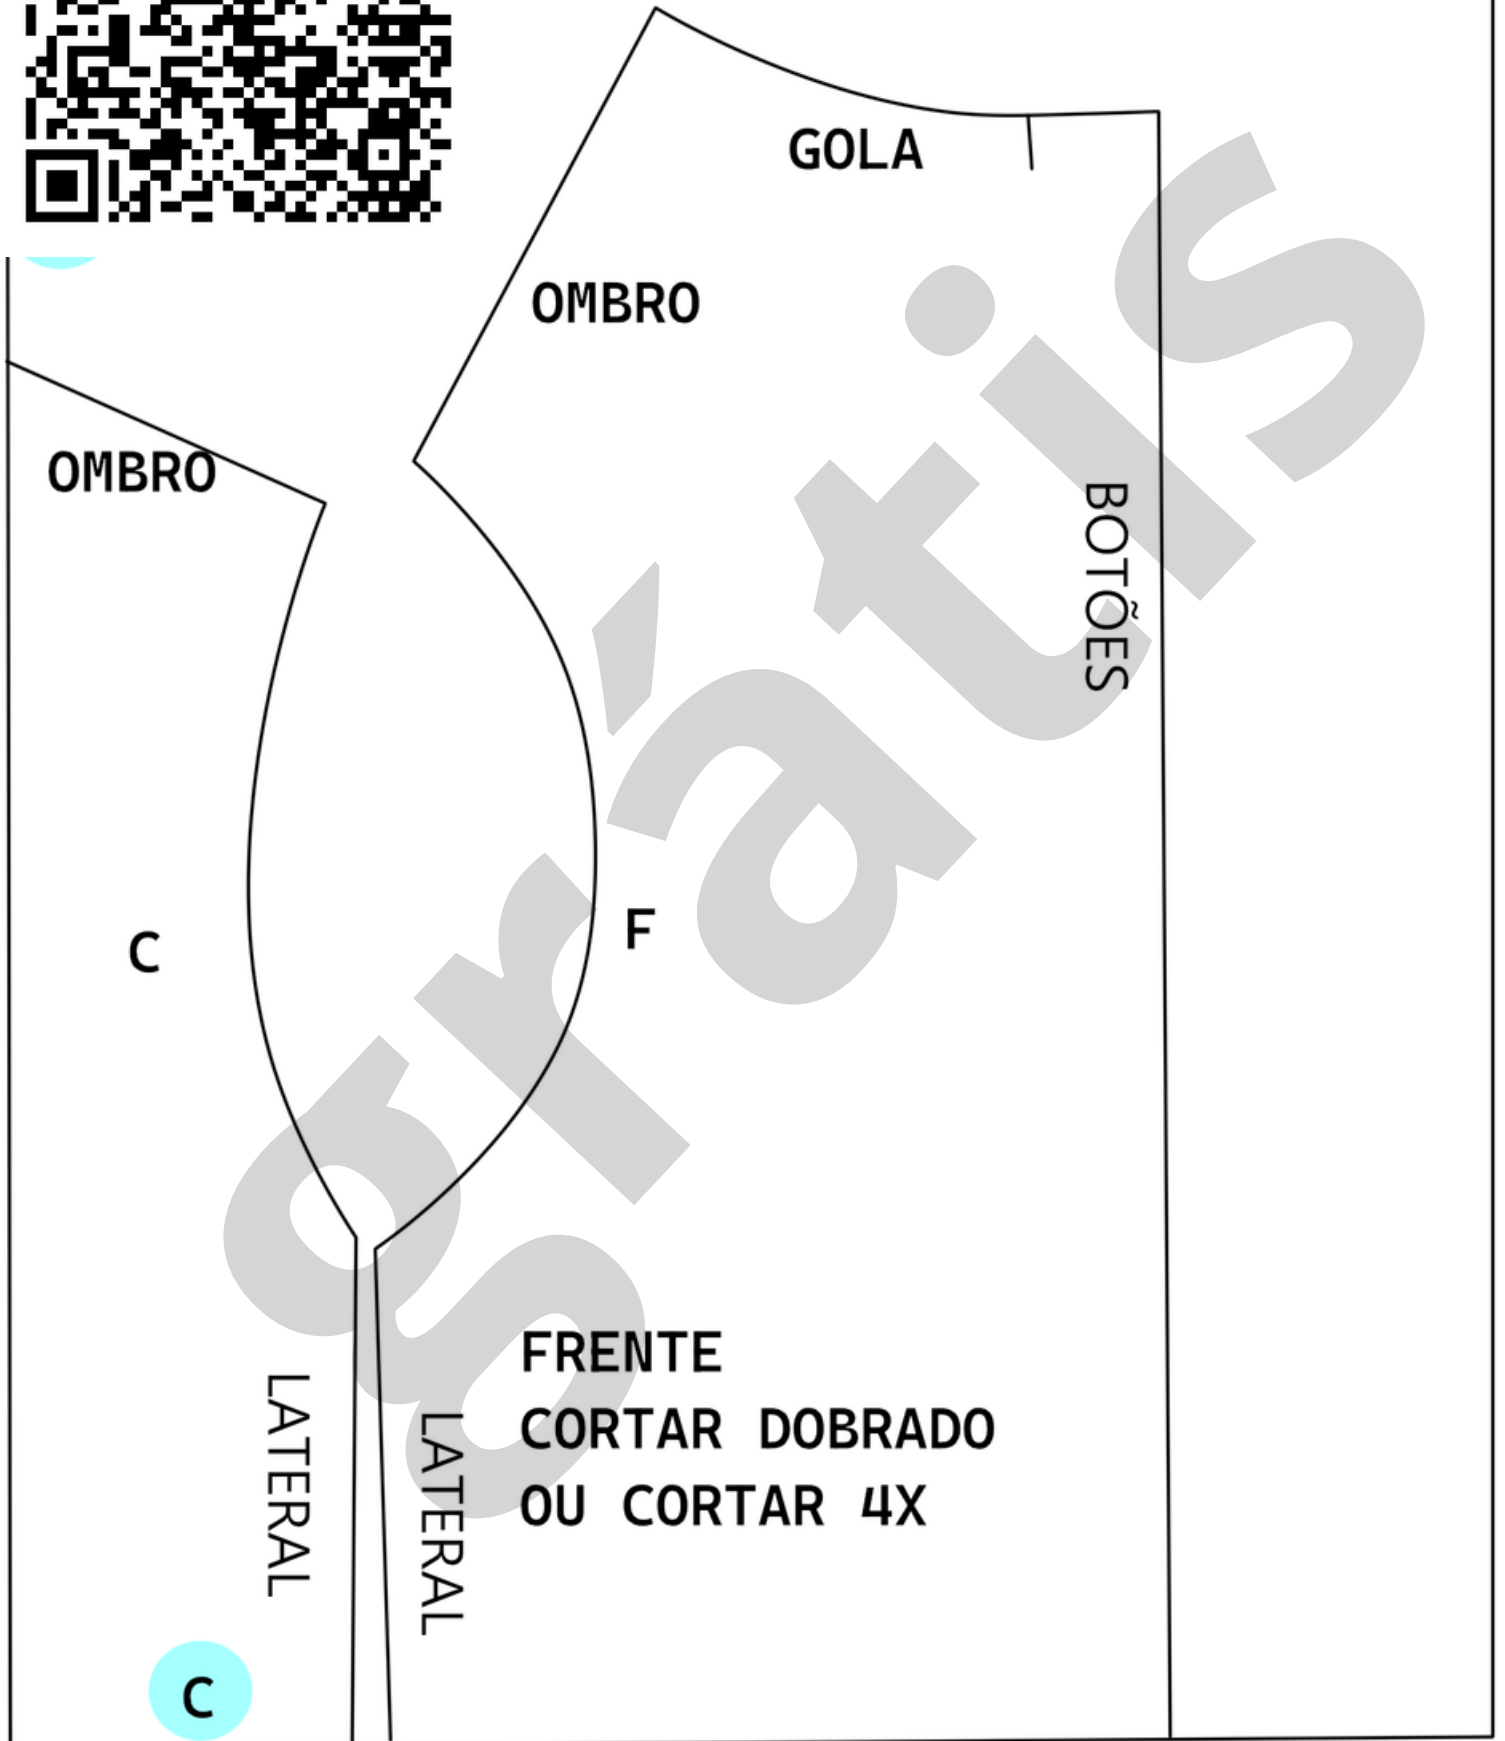 GOLA
OMBRO
OMBRO
BOTÕES
C
F
grátis
FRENTE
CORTAR DOBRADO
OU CORTAR 4X
LATERAL
LATERAL
C